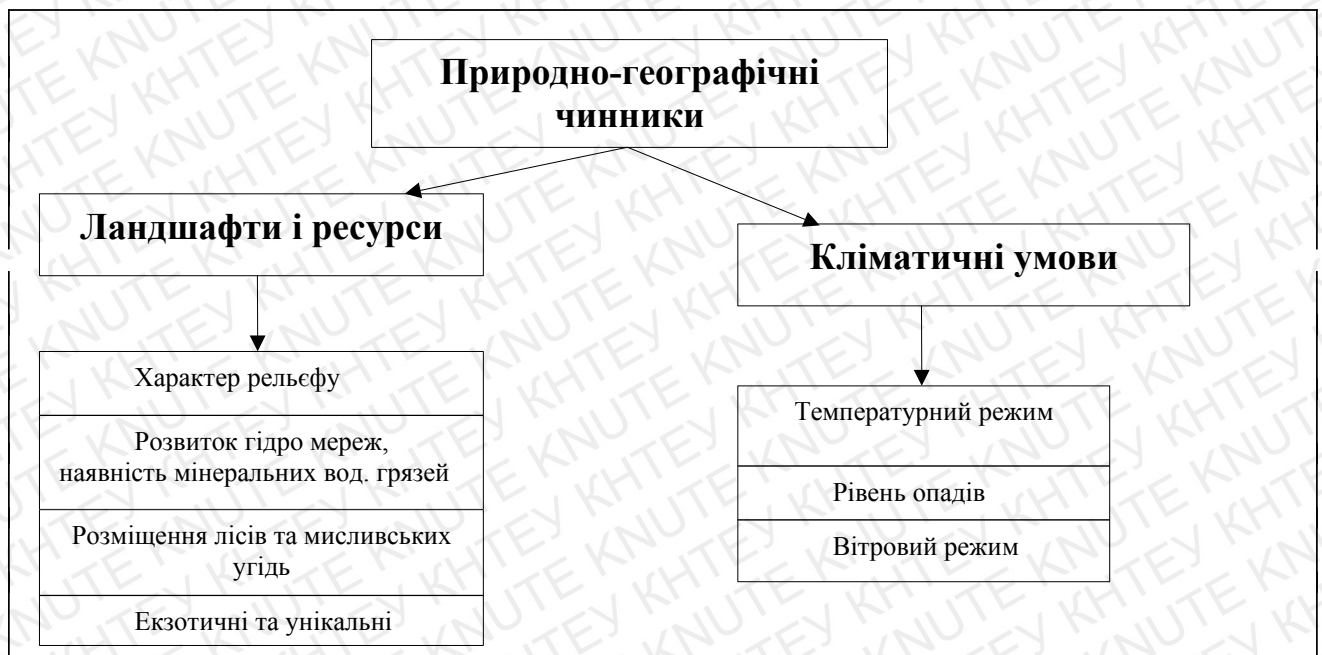 Природно-географічні
чинники
Ландшафти і ресурси
Кліматичні умови
Характер рельєфу
Розвиток гідро мереж,
наявність мінеральних вод. грязей
Розміщення лісів та мисливських
угідь
Екзотичні та унікальні
Температурний режим
Рівень опадів
Вітровий режим